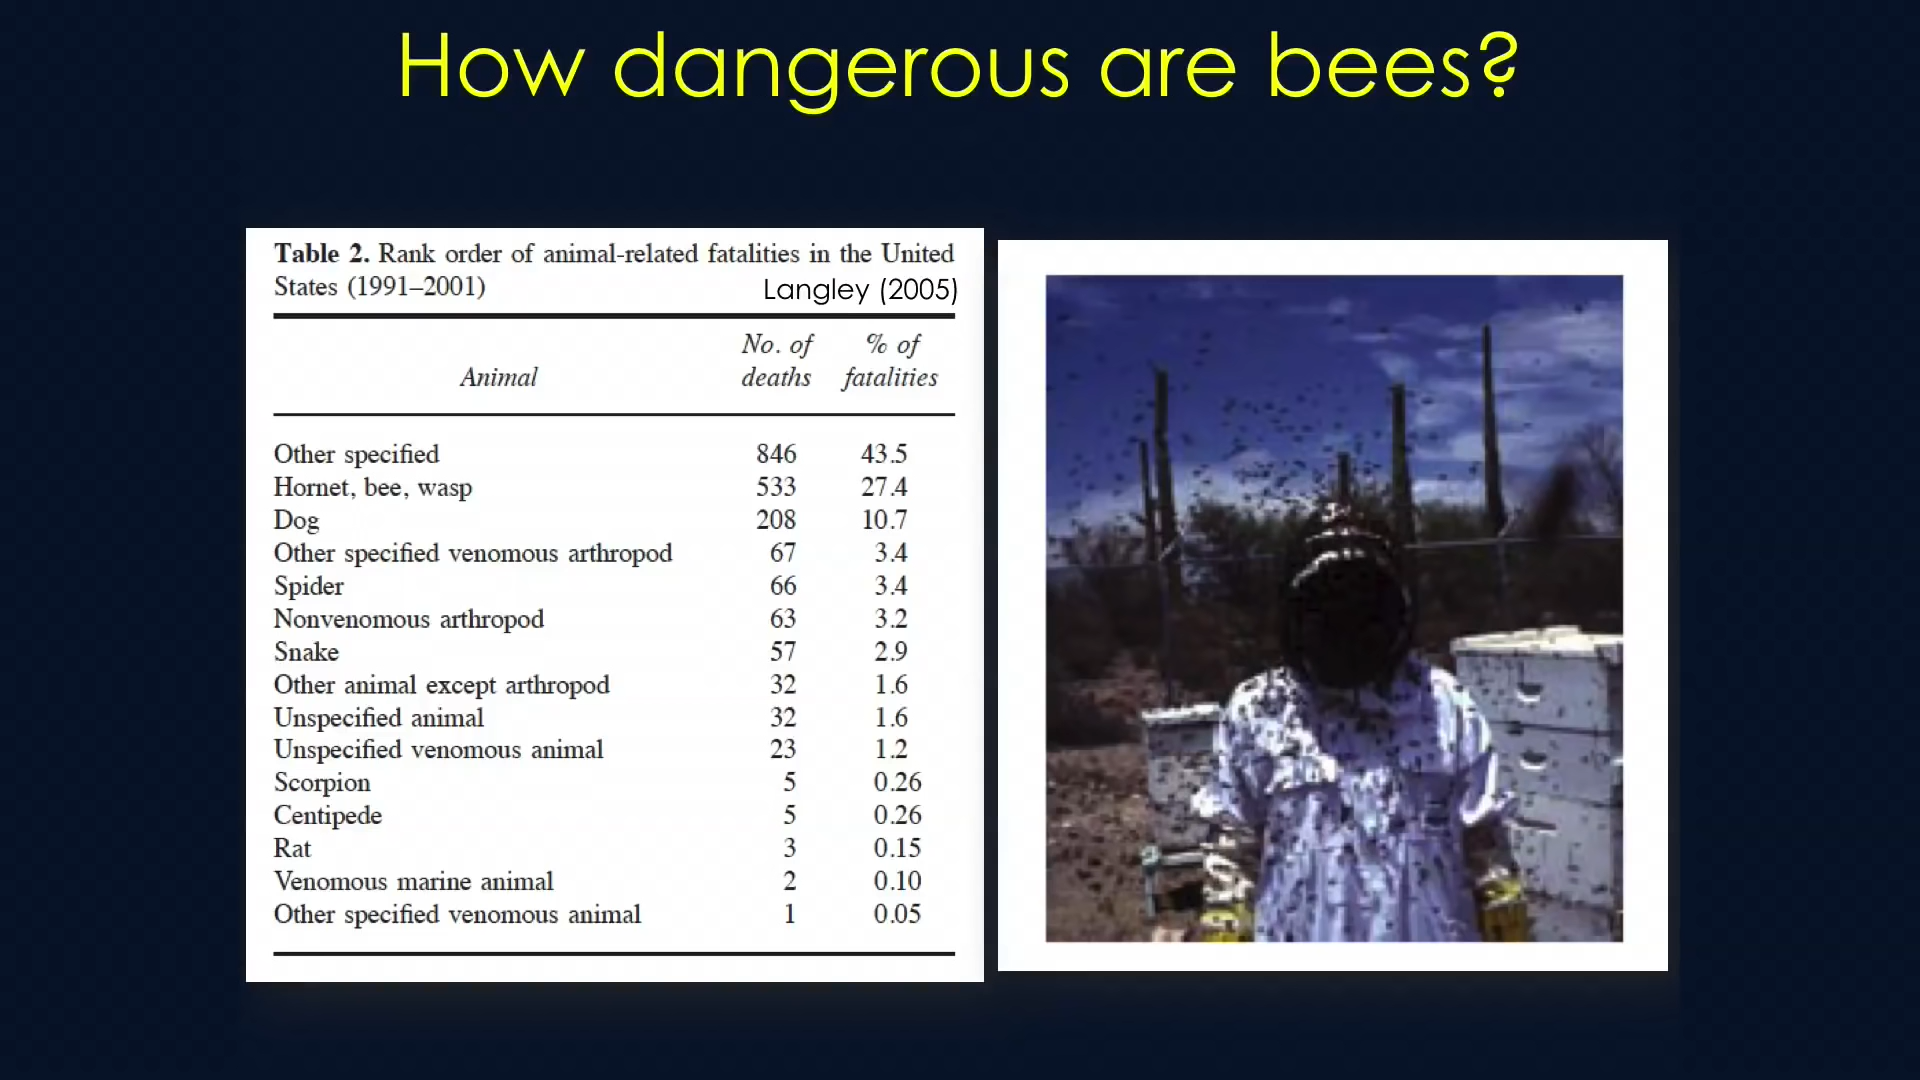 How dangerous are bees?
Table 2. Rank order of animal-related fatalities in the United
States (1991–2001)
Langley (2005)
Animal No. of deaths % of fatalities
Other specified 846 43.5
Hornet, bee, wasp 533 27.4
Dog 208 10.7
Other specified venomous arthropod 67 3.4
Spider 66 3.4
Nonvenomous arthropod 63 3.2
Snake 57 2.9
Other animal except arthropod 32 1.6
Unspecified animal 32 1.6
Unspecified venomous animal 23 1.2
Scorpion 5 0.26
Centipede 5 0.26
Rat 3 0.15
Venomous marine animal 2 0.10
Other specified venomous animal 1 0.05